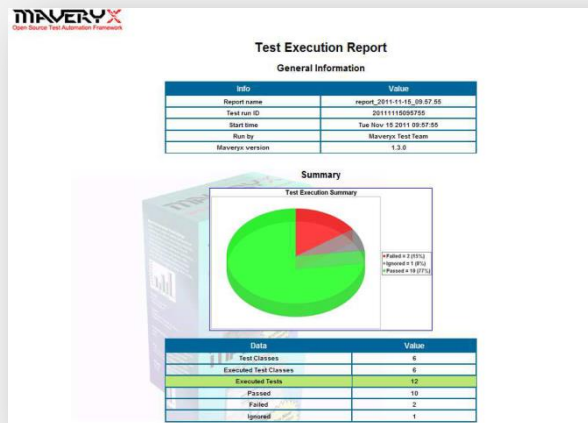 MAVERYX
Open Source Test Automation Framework
Test Execution Report
General Information
Info Value
Report name report_2011-11-15_09.57.55
Test run ID 20111115095755
Start time Tue Nov 15 2011 09:57:55
Run by Maveryx Test Team
Maveryx version 1.3.0
Summary
Test Execution Summary
Failed = 2 (15%)
Ignored = 1 (8%)
Passed = 10 (77%)
Data Value
Test Classes 6
Executed Test Classes 6
Executed Tests 12
Passed 10
Failed 2
Ignored 1